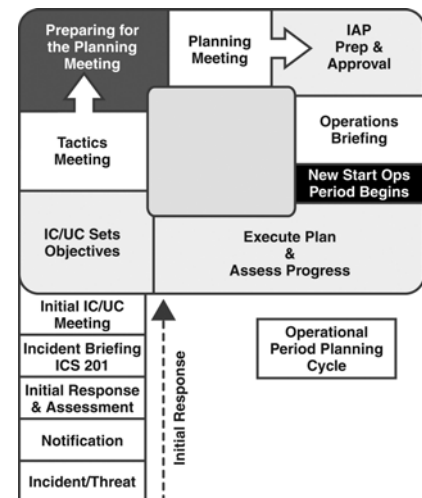 Preparing for
the Planning
Meeting
Planning
Meeting
IAP
Prep &
Approval
Tactics
Meeting
Operations
Briefing
New Start Ops
Period Begins
IC/UC Sets
Objectives
Execute Plan
&
Assess Progress
Initial IC/UC
Meeting
Incident Briefing
ICS 201
Initial Response
& Assessment
Notification
Incident/Threat
Initial Response
Operational
Period Planning
Cycle